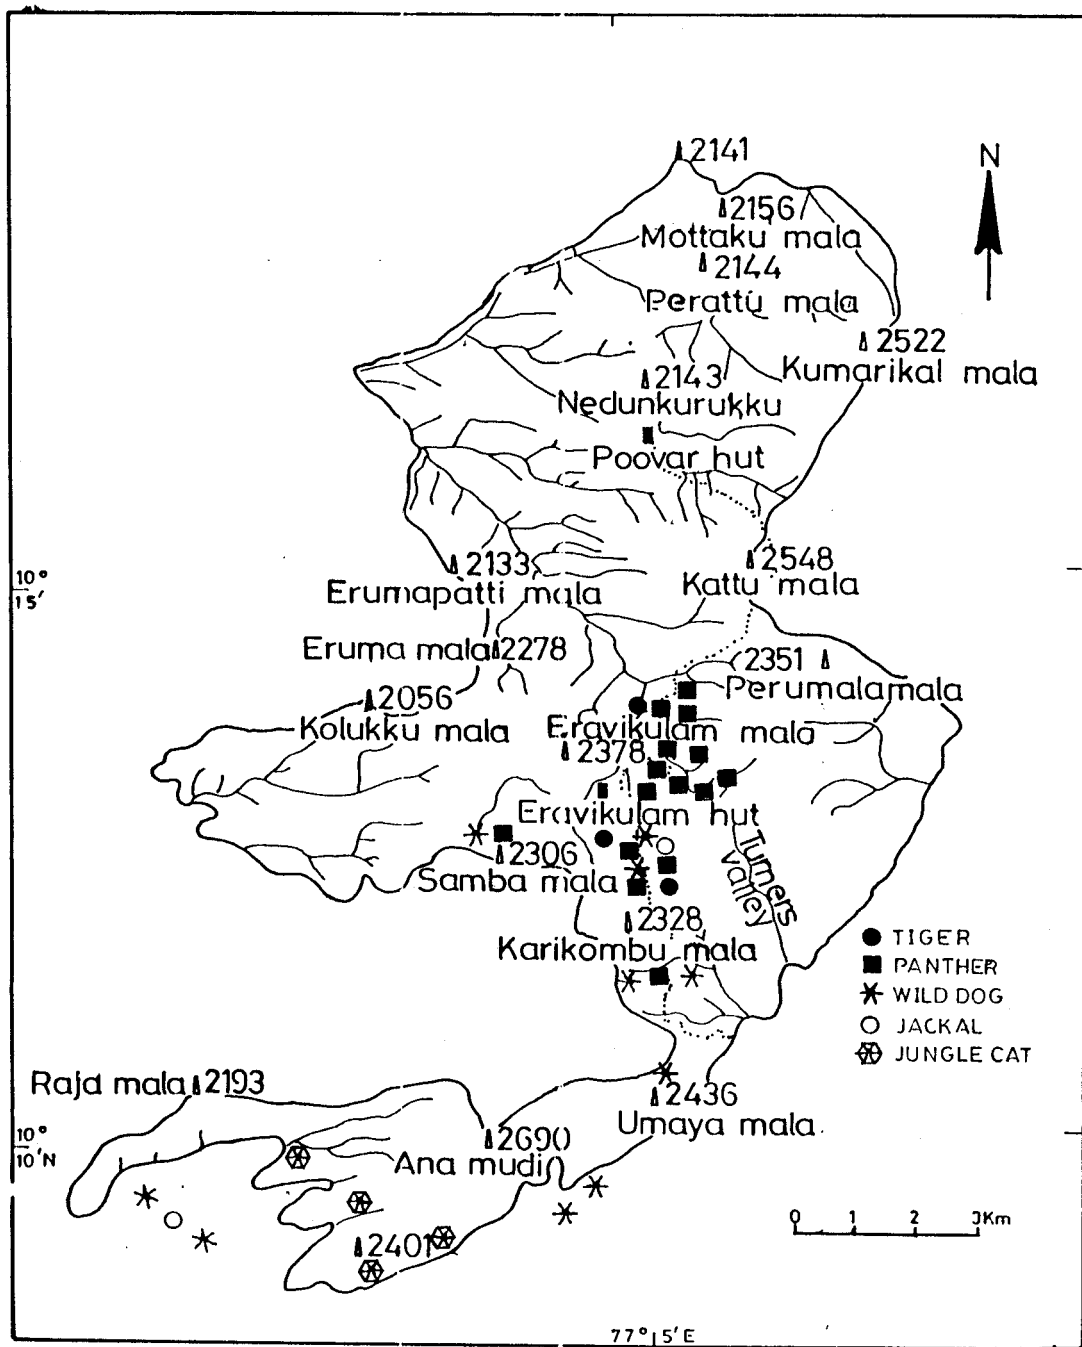 2141
N
2156
Mottaku mala
2144
Perattu mala
2522
Kumarikal mala
2143
Nedunkurukku
Poovar hut
10°
15'
2133
Erumapatti mala
2548
Kattu mala
Eruma mala 2278
2351
Perumalamala
2056
Kolukku mala
Eravikulam mala
2378
Eravikulam hut
2306
Samba mala
Turners
valley
2328
Karikombu mala
TIGER
PANTHER
WILD DOG
JACKAL
JUNGLE CAT
Raja mala 2193
2436
Umaya mala
10°
10'N
2690
Ana mudi
2401
0 1 2 3Km
77° 5'E